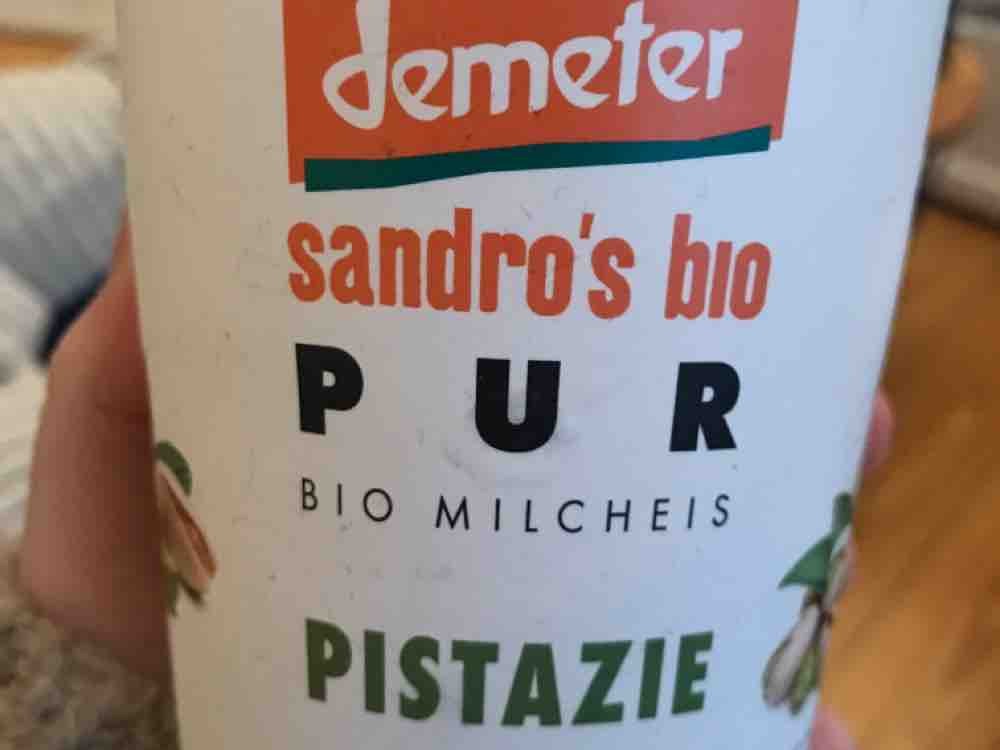 demeter
sandro's bio
PUR
BIO MILCHEIS
PISTAZIE